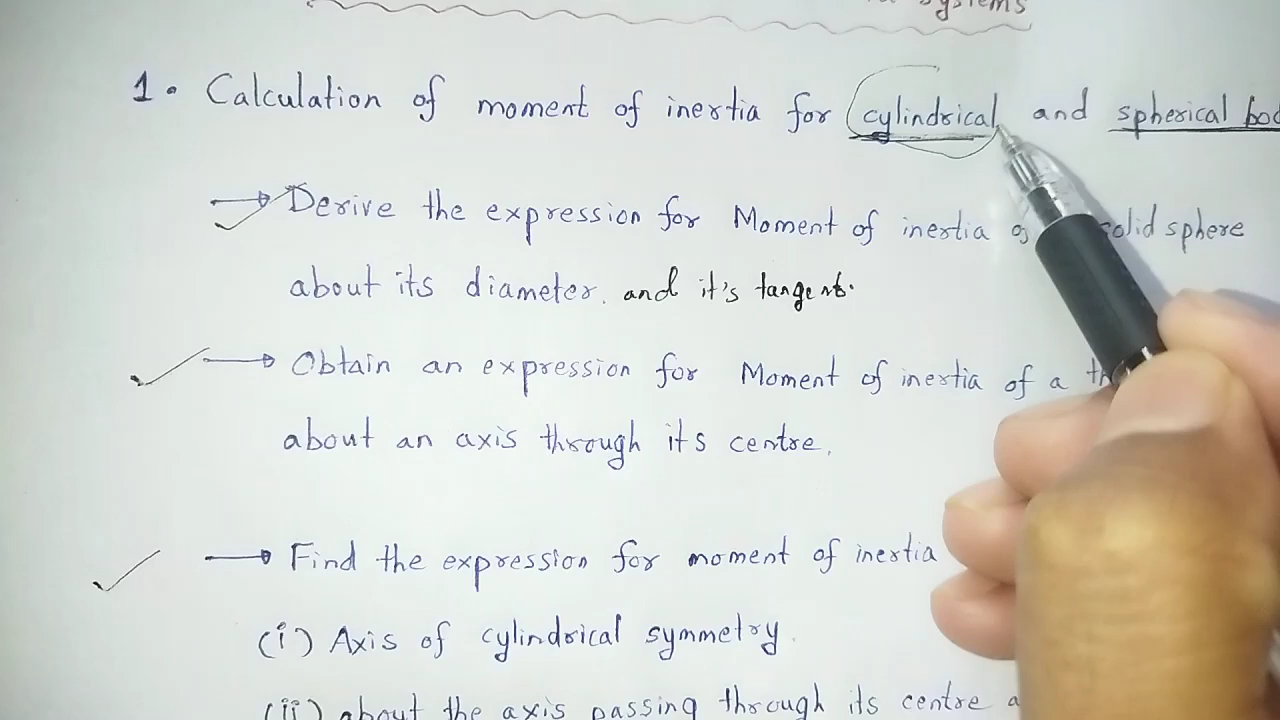 systems
1. Calculation of moment of inertia for cylindrical and spherical
→ Derive the expression for Moment of inertia solid sphere
about its diameter. and it's tangent.
→ Obtain an expression for Moment of inertia of a
about an axis through its centre.
→ Find the expression for moment of inertia
(i) Axis of cylindrical symmetry.
(ii) about the axis passing through its centre